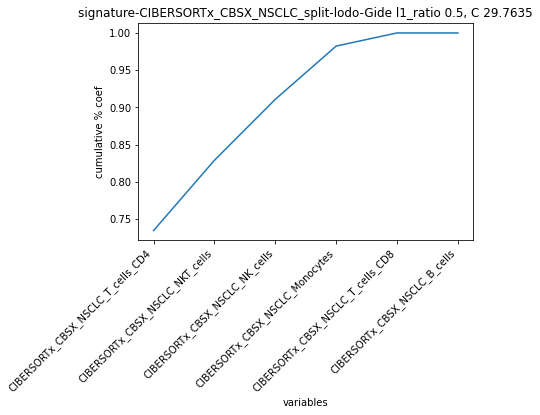 signature-CIBERSORTx_CBSX_NSCLC_split-lodo-Gide l1_ratio 0.5, C 29.7635
1.00
0.95
0.90
0.85
0.80
0.75
cumulative % coef
CIBERSORTx_CBSX_NSCLC_T_cells_CD4
CIBERSORTx_CBSX_NSCLC_NKT_cells
CIBERSORTx_CBSX_NSCLC_NK_cells
CIBERSORTx_CBSX_NSCLC_Monocytes
CIBERSORTx_CBSX_NSCLC_T_cells_CD8
CIBERSORTx_CBSX_NSCLC_B_cells
variables